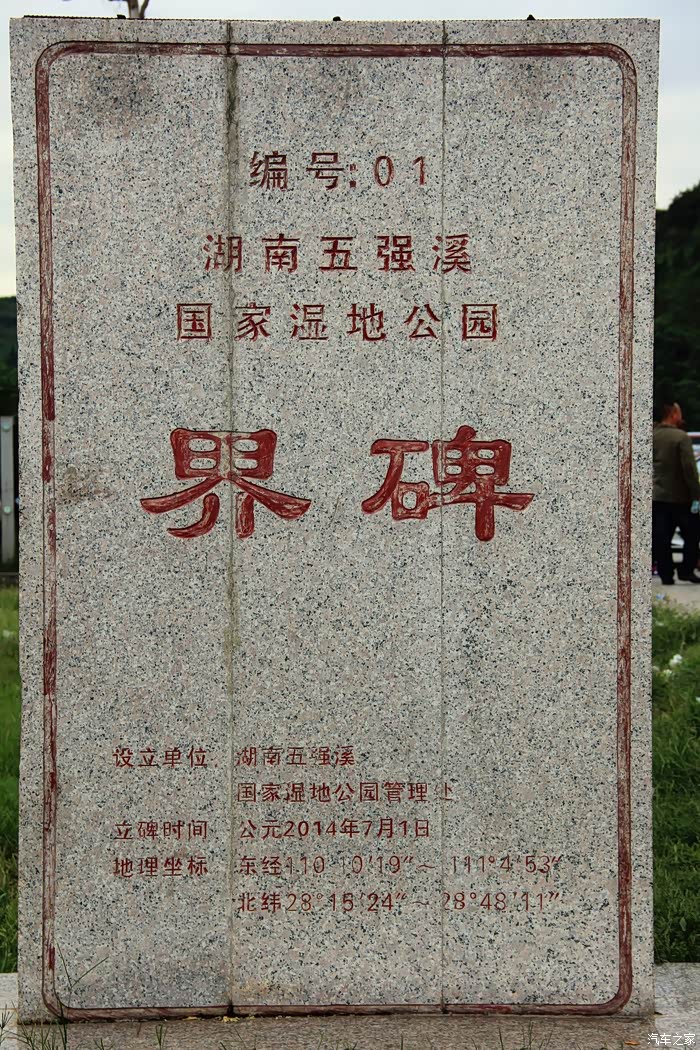 编号:01
湖南五强溪
国家湿地公园
界碑
设立单位 湖南五强溪
国家湿地公园管理处
立碑时间 公元2014年7月1日
地理坐标 东经110°10′19″～111°4′53″
北纬28°15′24″～28°48′11″
汽车之家